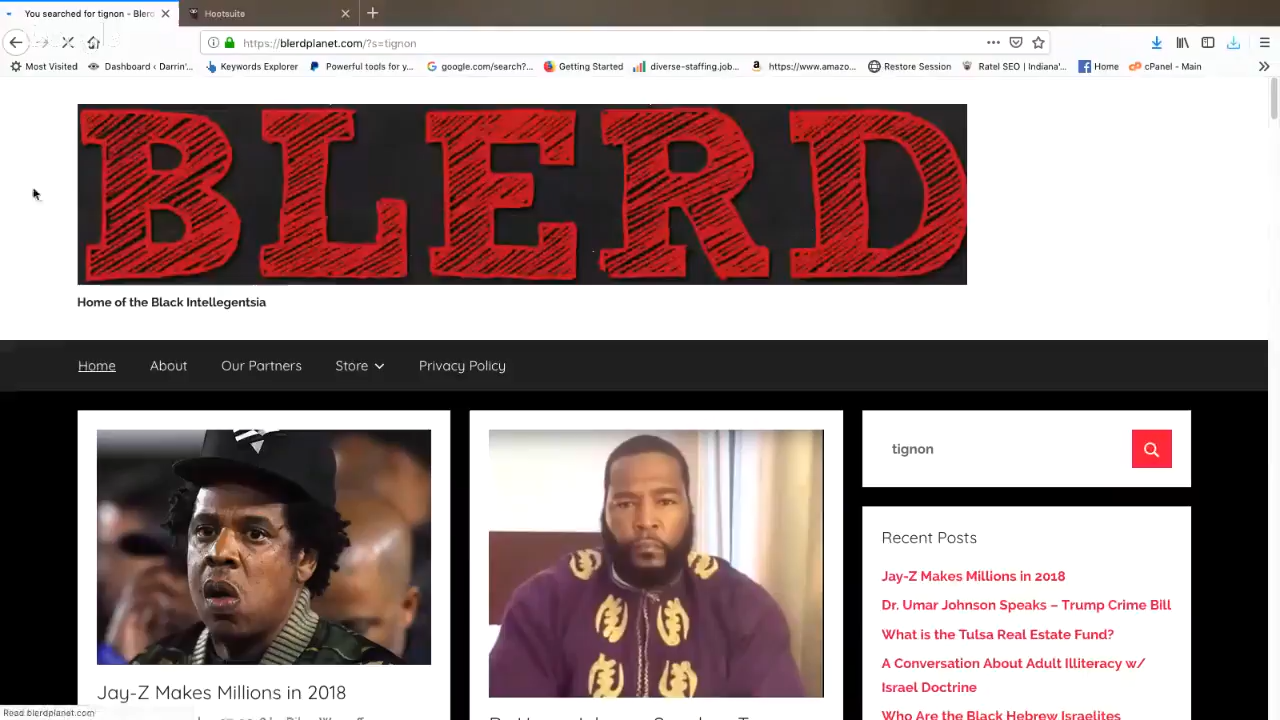 You searched for tignon - Blerd
Hootsuite
https://blerdplanet.com/?s=tignon
Most Visited
Dashboard ‹ Darrin'...
Keywords Explorer
Powerful tools for y...
google.com/search?...
Getting Started
diverse-staffing.job...
https://www.amazo...
Restore Session
Ratel SEO | Indiana'...
Home
cPanel - Main
BLERD
Home of the Black Intellegentsia
Home
About
Our Partners
Store
Privacy Policy
Jay-Z Makes Millions in 2018
tignon
Recent Posts
Jay-Z Makes Millions in 2018
Dr. Umar Johnson Speaks – Trump Crime Bill
What is the Tulsa Real Estate Fund?
A Conversation About Adult Illiteracy w/
Israel Doctrine
Who Are the Black Hebrew Israelites
Read blerdplanet.com